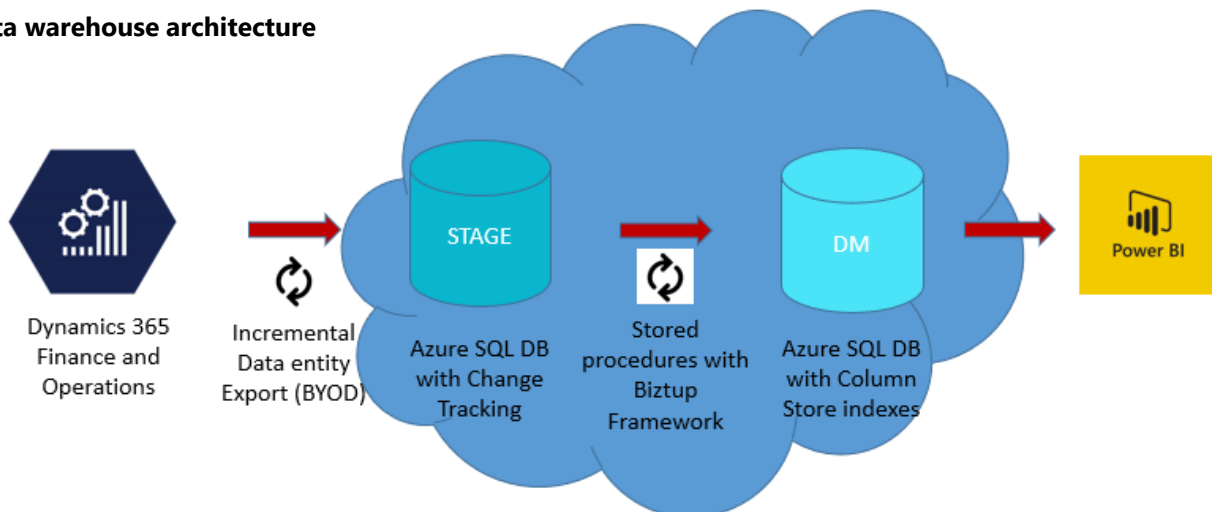 ta warehouse architecture
STAGE
DM
Power BI
Dynamics 365
Finance and
Operations
Incremental
Data entity
Export (BYOD)
Azure SQL DB
with Change
Tracking
Stored
procedures with
Biztup
Framework
Azure SQL DB
with Column
Store indexes